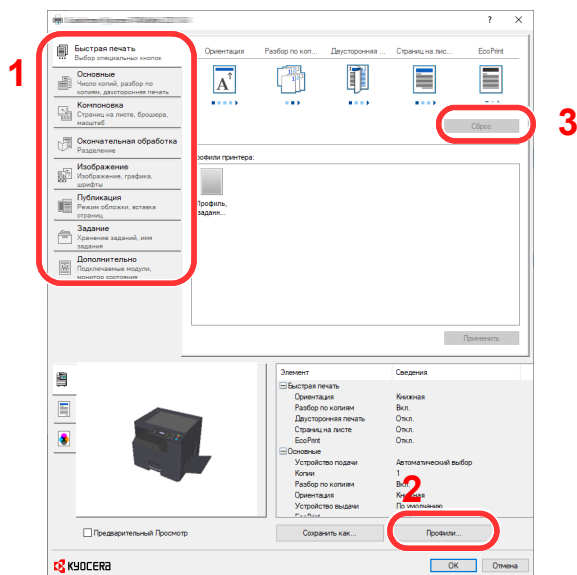 ? ×
Быстрая печать
Выбор специальных кнопок
Основные
Число копий, разбор по
копиям, двусторонняя печать
Компоновка
Страниц на листе, брошюра,
масштаб
Окончательная обработка
Разделение
Изображение
Изображение, графика,
шрифты
Публикация
Режим обложки, вставка
страниц
Задание
Хранение заданий, имя
задания
Дополнительно
Подключаемые модули,
монитор состояния
1
Ориентация Разбор по коп... Двусторонняя ... Страниц на лис... EcoPrint
A
Сброс
3
рофили принтера:
Профиль,
заданн...
Применить
Элемент Сведения
Быстрая печать
Ориентация Книжная
Разбор по копиям Вкл.
Двусторонняя печать Откл.
Страниц на листе Откл.
EcoPrint Откл.
Основные
Устройство подачи Автоматический выбор
Копии 1
Разбор по копиям Вкл.
Ориентация Книжная
Устройство выдачи По умолчанию
EcoPrint
2
Предварительный Просмотр
Сохранить как... Профили...
KYOCERA
OK Отмена